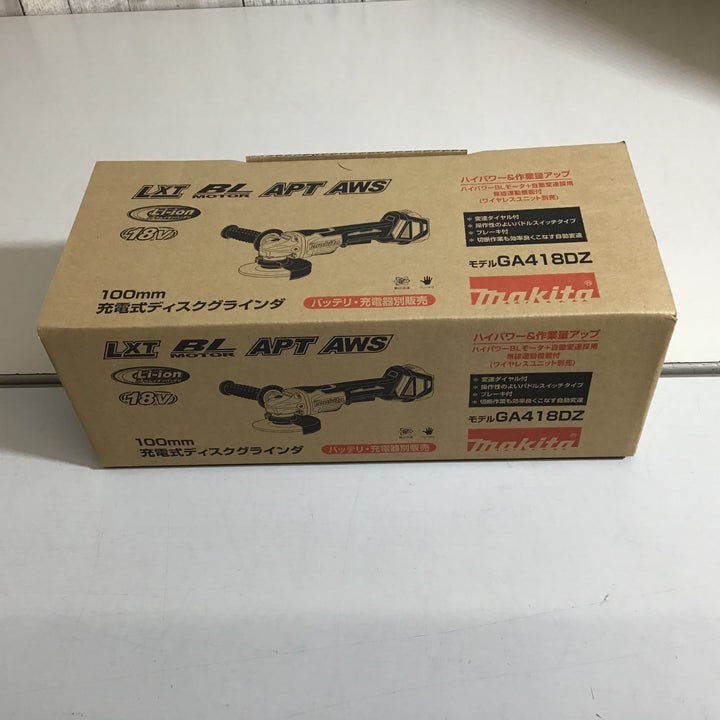 LXT BL MOTOR APT AWS
Li-ion
18V
100mm
充電式ディスクグラインダ
バッテリ・充電器別販売
ハイパワー&作業量アップ
ハイパワーBLモータ+自動変速採用
無線連動機能付
(ワイヤレスユニット別売)
* 変速ダイヤル付
* 操作性のよいパドルスイッチタイプ
* ブレーキ付
* 切断作業も効率良くこなす自動変速
モデルGA418DZ
makita®
LXT BL MOTOR APT AWS
Li-ion
18V
100mm
充電式ディスクグラインダ
バッテリ・充電器別販売
ハイパワー&作業量アップ
ハイパワーBLモータ+自動変速採用
無線連動機能付
(ワイヤレスユニット別売)
* 変速ダイヤル付
* 操作性のよいパドルスイッチタイプ
* ブレーキ付
* 切断作業も効率良くこなす自動変速
モデルGA418DZ
makita®